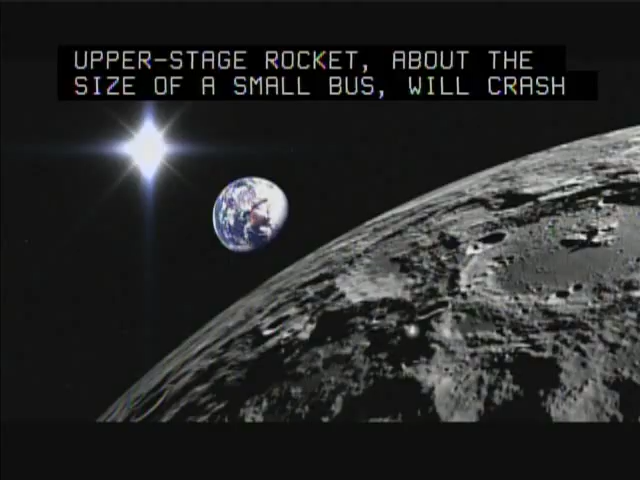 UPPER-STAGE ROCKET, ABOUT THE
SIZE OF A SMALL BUS, WILL CRASH